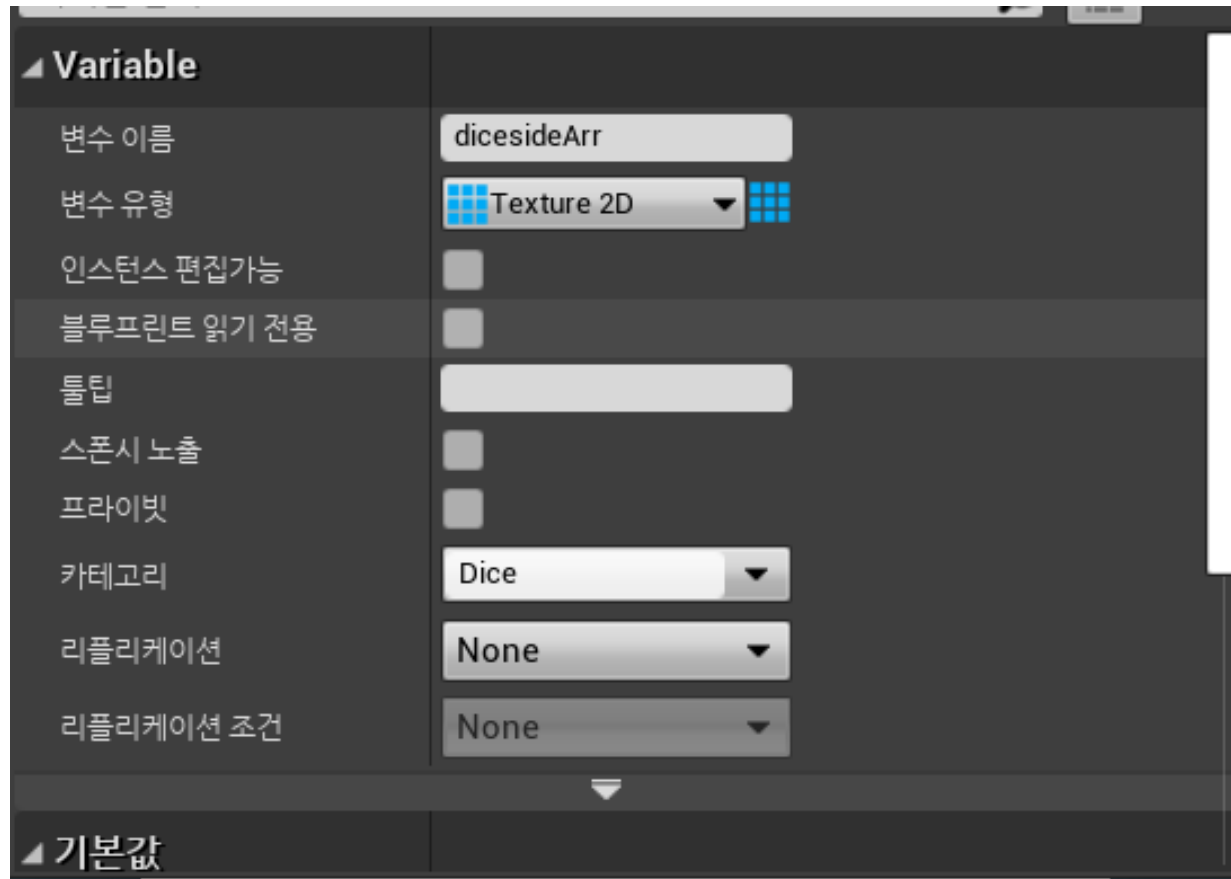 Variable
변수 이름 dicesideArr
변수 유형 Texture 2D
인스턴스 편집가능
블루프린트 읽기 전용
툴팁
스폰시 노출
프라이빗
카테고리 Dice
리플리케이션 None
리플리케이션 조건 None
기본값